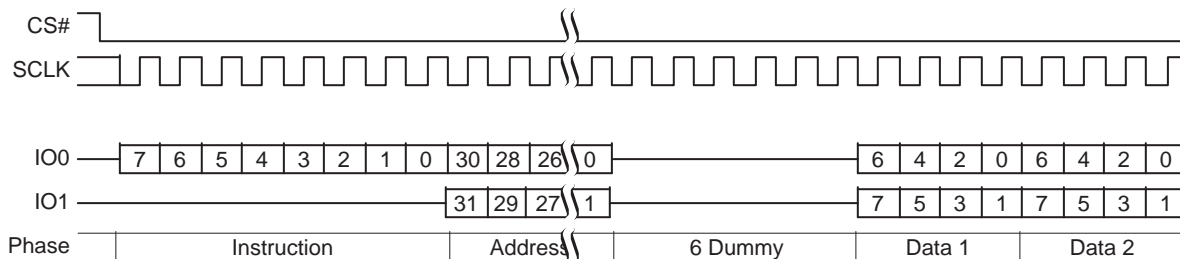 CS#
SCLK
IO0 7 6 5 4 3 2 1 0 30 28 26 0 6 4 2 0 6 4 2 0
IO1 31 29 27 1 7 5 3 1 7 5 3 1
Phase Instruction Address 6 Dummy Data 1 Data 2